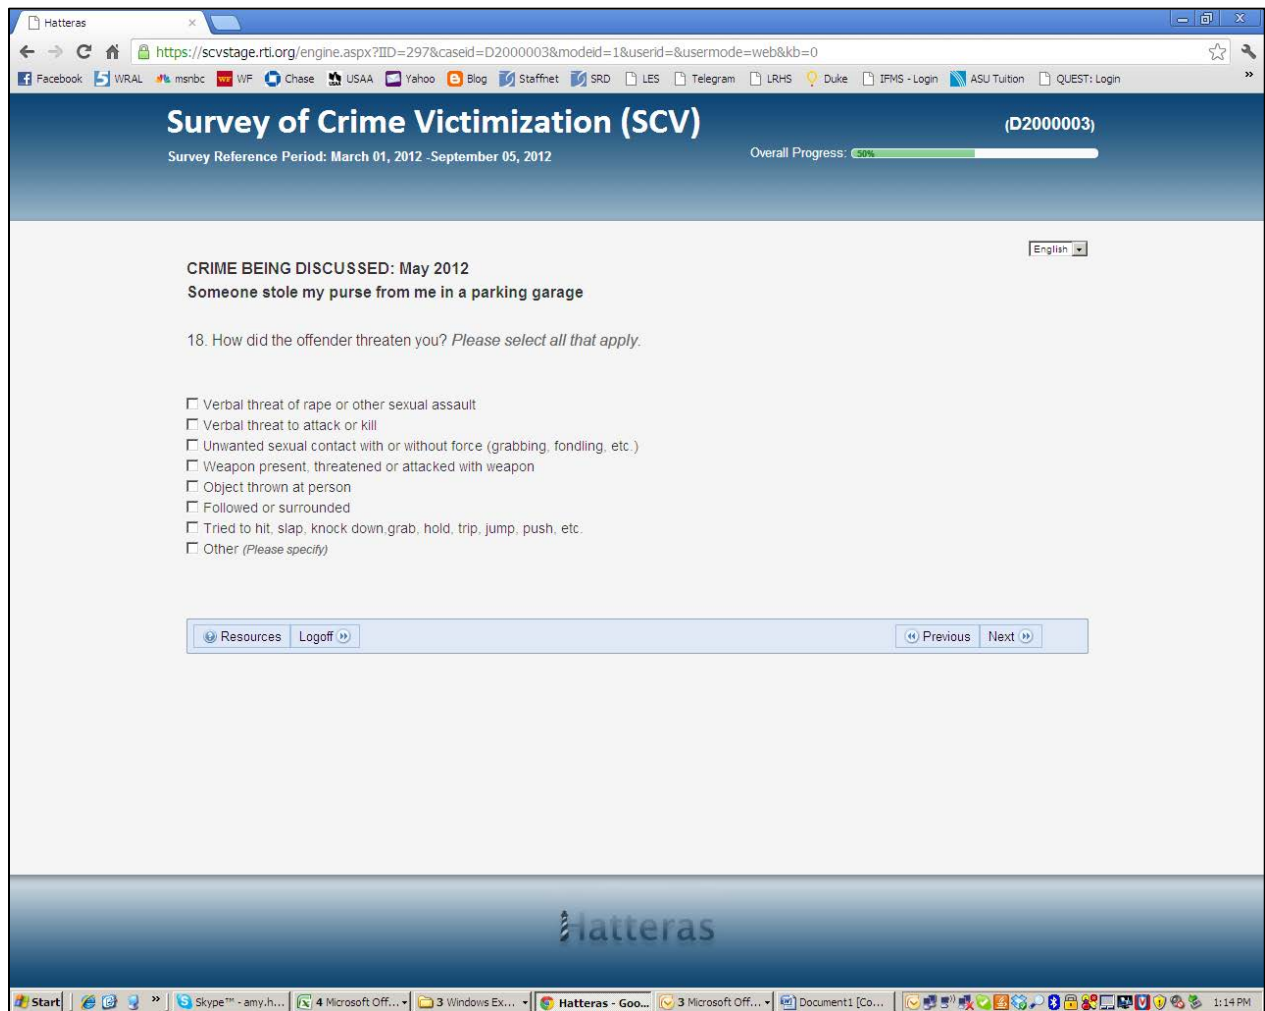 Hatteras
https://scvstage.rti.org/engine.aspx?IID=297&caseid=D2000003&modeid=1&userid=&usermode=web&kb=0
Facebook WRAL msnbc WF WF Chase USAA Yahoo Blog Staffnet SRD LES Telegram LRHS Duke IFMS - Login ASU Tuition QUEST: Login »
Survey of Crime Victimization (SCV) (D2000003)
Survey Reference Period: March 01, 2012 -September 05, 2012 Overall Progress: 50%
English
CRIME BEING DISCUSSED: May 2012
Someone stole my purse from me in a parking garage
18. How did the offender threaten you? Please select all that apply.
Verbal threat of rape or other sexual assault
Verbal threat to attack or kill
Unwanted sexual contact with or without force (grabbing, fondling, etc.)
Weapon present, threatened or attacked with weapon
Object thrown at person
Followed or surrounded
Tried to hit, slap, knock down,grab, hold, trip, jump, push, etc.
Other (Please specify)
Resources Logoff Previous Next
Hatteras
Start » Skype™ - amy.h... 4 Microsoft Off... 3 Windows Ex... Hatteras - Goo... 3 Microsoft Off... Document1 [Co... 1:14 PM